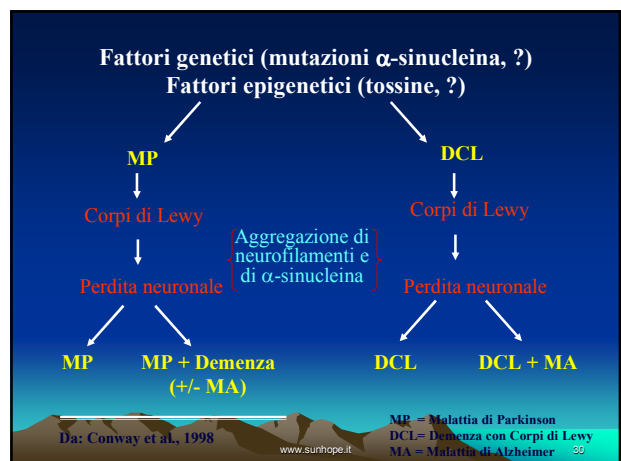 Fattori genetici (mutazioni α-sinucleina, ?)
Fattori epigenetici (tossine, ?)
MP
DCL
Corpi di Lewy
Corpi di Lewy
Aggregazione di
neurofilamenti e
di α-sinucleina
Perdita neuronale
Perdita neuronale
MP
MP + Demenza
(+/- MA)
DCL
DCL + MA
Da: Conway et al., 1998
www.sunhope.it
MP = Malattia di Parkinson
DCL= Demenza con Corpi di Lewy
MA = Malattia di Alzheimer
30